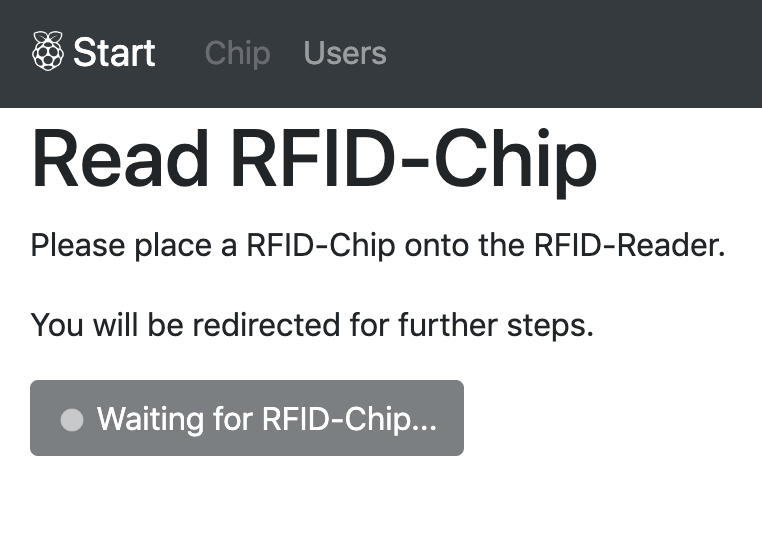 Start Chip Users
Read RFID-Chip
Please place a RFID-Chip onto the RFID-Reader.
You will be redirected for further steps.
Waiting for RFID-Chip...